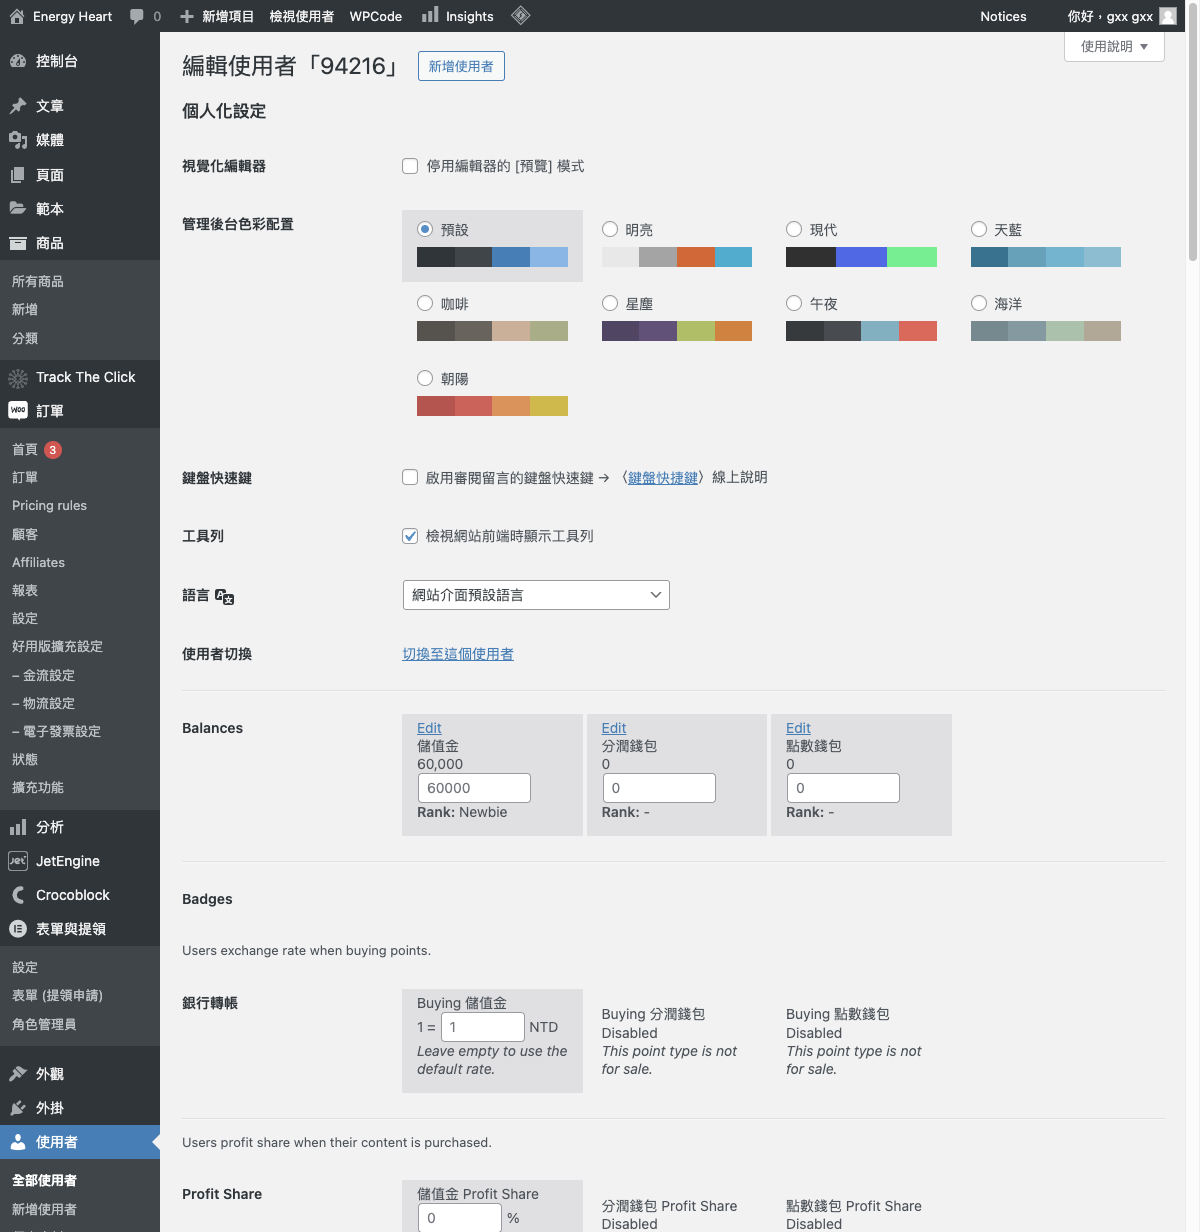 Energy Heart 0 新增項目 檢視使用者 WPCode Insights Notices 你好，gxx gxx
控制台
文章
媒體
頁面
範本
商品
所有商品
新增
分類
Track The Click
Woo 訂單
首頁 3
訂單
Pricing rules
顧客
Affiliates
報表
設定
好用版擴充設定
– 金流設定
– 物流設定
– 電子發票設定
狀態
擴充功能
分析
Jet JetEngine
Crocoblock
表單與提領
設定
表單 (提領申請)
角色管理員
外觀
外掛
使用者
全部使用者
新增使用者
使用說明 ▼
編輯使用者「94216」 新增使用者
個人化設定
視覺化編輯器 停用編輯器的 [預覽] 模式
管理後台色彩配置
預設 明亮 現代 天藍
咖啡 星塵 午夜 海洋
朝陽
鍵盤快速鍵 啟用審閱留言的鍵盤快速鍵 → 〈鍵盤快捷鍵〉線上說明
工具列 檢視網站前端時顯示工具列
語言 網站介面預設語言
使用者切換 切換至這個使用者
Balances
Edit
儲值金
60,000
60000
Rank: Newbie
Edit
分潤錢包
0
0
Rank: -
Edit
點數錢包
0
0
Rank: -
Badges
Users exchange rate when buying points.
銀行轉帳
Buying 儲值金
1 = 1 NTD
Leave empty to use the
default rate.
Buying 分潤錢包
Disabled
This point type is not
for sale.
Buying 點數錢包
Disabled
This point type is not
for sale.
Users profit share when their content is purchased.
Profit Share
儲值金 Profit Share
0 %
分潤錢包 Profit Share
Disabled
點數錢包 Profit Share
Disabled